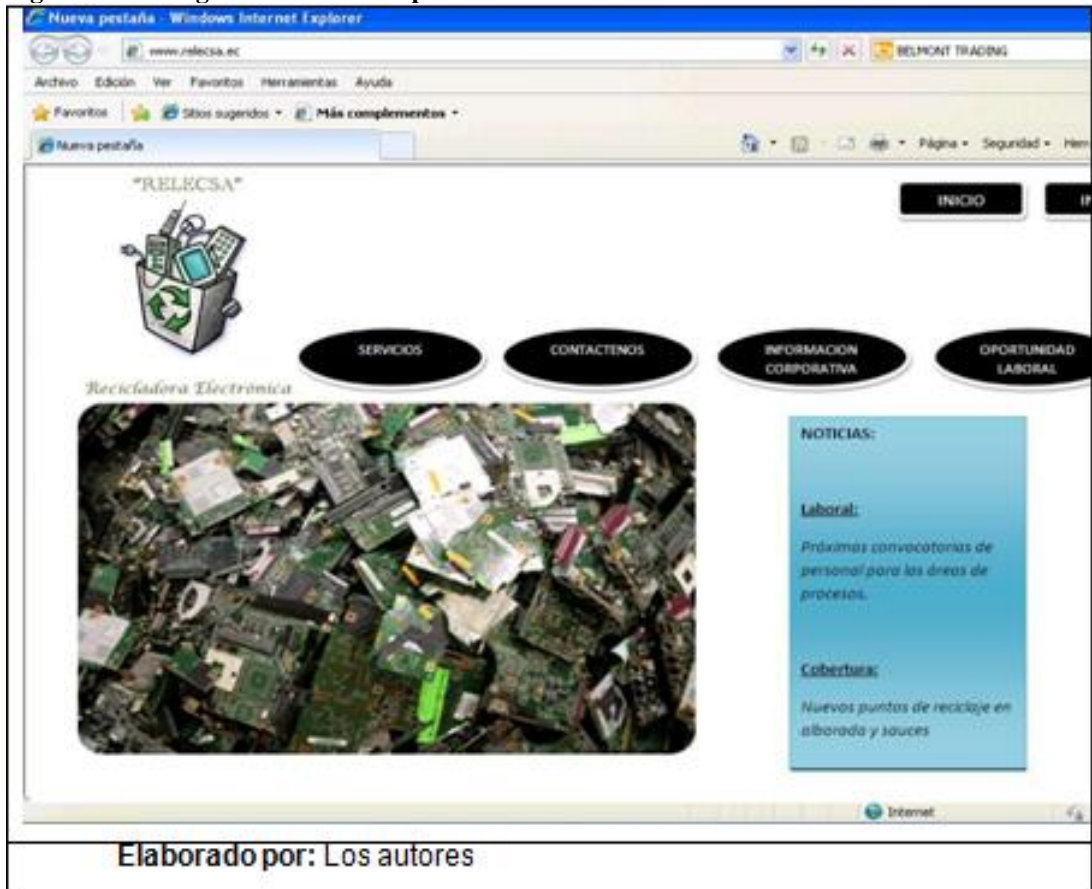 Nueva pestaña - Windows Internet Explorer
www.relecsa.ec
BELMONT TRADING
Archivo Edición Ver Favoritos Herramientas Ayuda
Favoritos Sitios sugeridos Más complementos
Nueva pestaña
Página Seguridad
"RELECSA"
INICIO
SERVICIOS
CONTACTENOS
INFORMACION
CORPORATIVA
OPORTUNIDAD
LABORAL
Recicladora Electrónica
NOTICIAS:
Laboral:
Próximas convocatorias de
personal para las áreas de
procesos.
Cobertura:
Nuevos puntos de reciclaje en
alborada y sauces
Internet
Elaborado por: Los autores